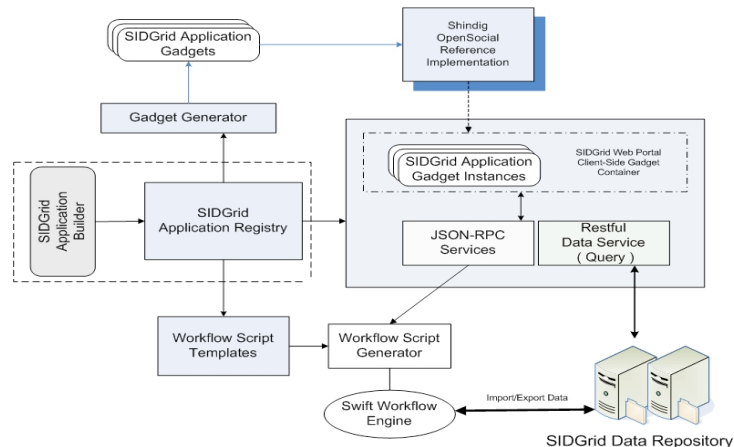 SIDGrid Application
Gadgets
Shindig
OpenSocial
Reference
Implementation
Gadget Generator
SIDGrid Application
Gadget Instances
SIDGrid Web Portal
Client-Side Gadget
Container
SIDGrid
Application
Builder
SIDGrid
Application Registry
JSON-RPC
Services
Restful
Data Service
( Query )
Workflow Script
Templates
Workflow Script
Generator
Swift Workflow
Engine
Import/Export Data
SIDGrid Data Repository